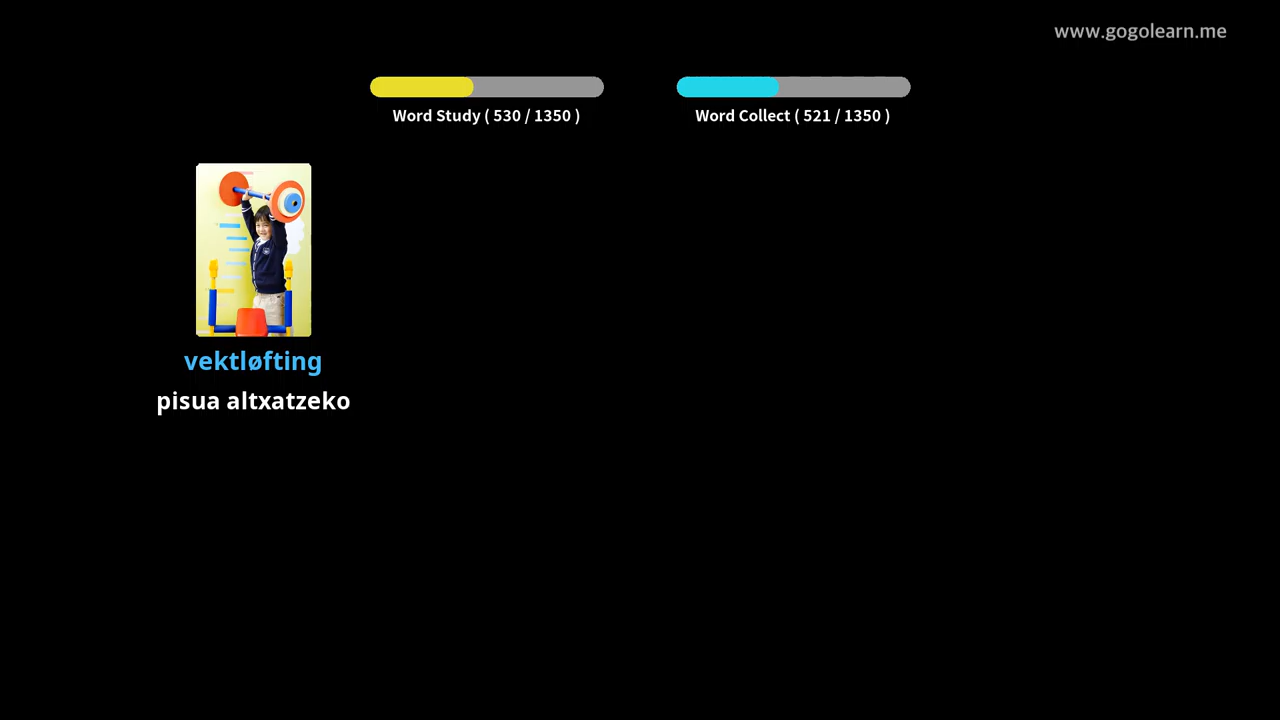 www.gogolearn.me
Word Study ( 530 / 1350 )
Word Collect ( 521 / 1350 )
vektløfting
pisua altxatzeko